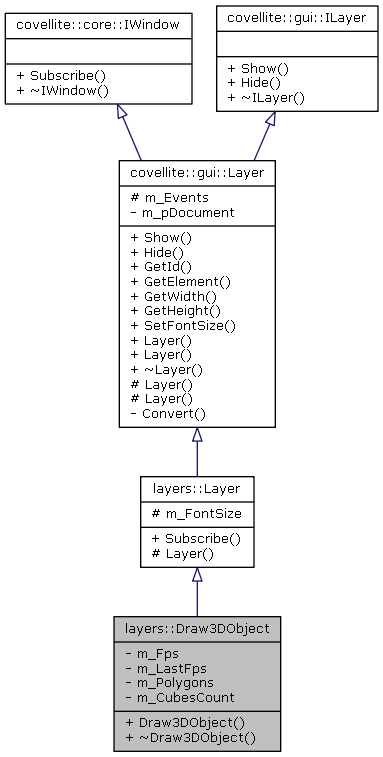 covellite::core::IWindow
+ Subscribe()
+ ~IWindow()
covellite::gui::ILayer
+ Show()
+ Hide()
+ ~ILayer()
covellite::gui::Layer
# m_Events
- m_pDocument
+ Show()
+ Hide()
+ GetId()
+ GetElement()
+ GetWidth()
+ GetHeight()
+ SetFontSize()
+ Layer()
+ Layer()
+ ~Layer()
# Layer()
# Layer()
- Convert()
layers::Layer
# m_FontSize
+ Subscribe()
# Layer()
layers::Draw3DObject
- m_Fps
- m_LastFps
- m_Polygons
- m_CubesCount
+ Draw3DObject()
+ ~Draw3DObject()